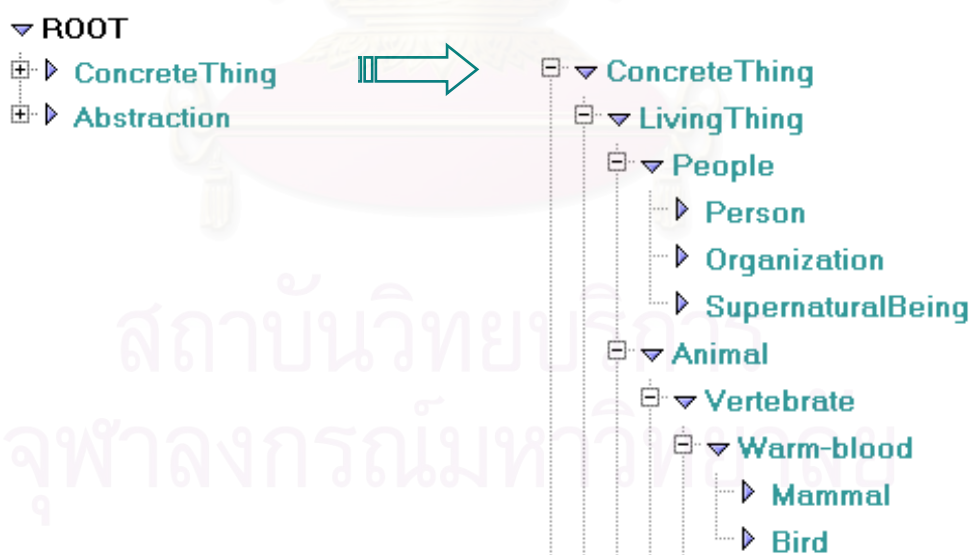 ROOT
ConcreteThing
Abstraction
ConcreteThing
LivingThing
People
Person
Organization
SupernaturalBeing
Animal
Vertebrate
Warm-blood
Mammal
Bird
สถาบันวิทยบริการ
จุฬาลงกรณ์มหาวิทยาลัย